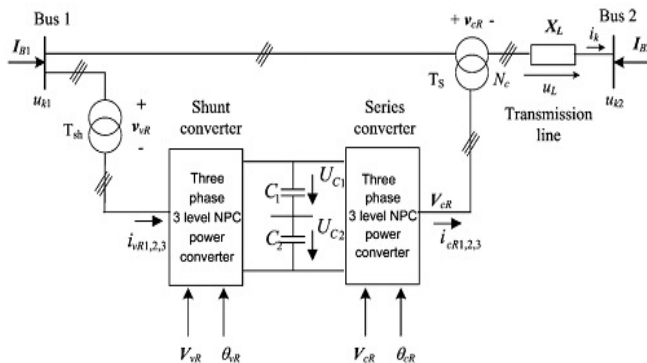 Bus 1
Bus 2
+ v_cR -
X_L
i_k
I_B1
I_B
u_k1
T_S
N_c
u_L
u_k2
Transmission
line
T_sh
+
v_vR
-
Shunt
converter
Series
converter
Three
phase
3 level NPC
power
converter
C_1
U_C1
C_2
U_C2
Three phase
3 level NPC
power
converter
V_cR
i_vR1,2,3
i_cR1,2,3
V_vR
θ_vR
V_cR
θ_cR